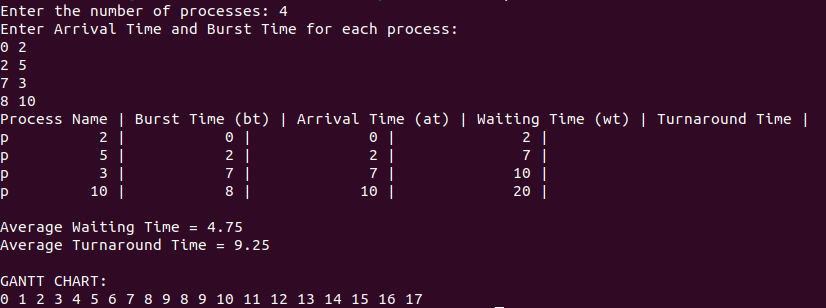 Enter the number of processes: 4
Enter Arrival Time and Burst Time for each process:
0 2
2 5
7 3
8 10
Process Name | Burst Time (bt) | Arrival Time (at) | Waiting Time (wt) | Turnaround Time |
p          2 |           0 |             0 |              2 |
p          5 |           2 |             2 |              7 |
p          3 |           7 |             7 |             10 |
p         10 |           8 |            10 |             20 |
Average Waiting Time = 4.75
Average Turnaround Time = 9.25
GANTT CHART:
0 1 2 3 4 5 6 7 8 9 8 9 10 11 12 13 14 15 16 17